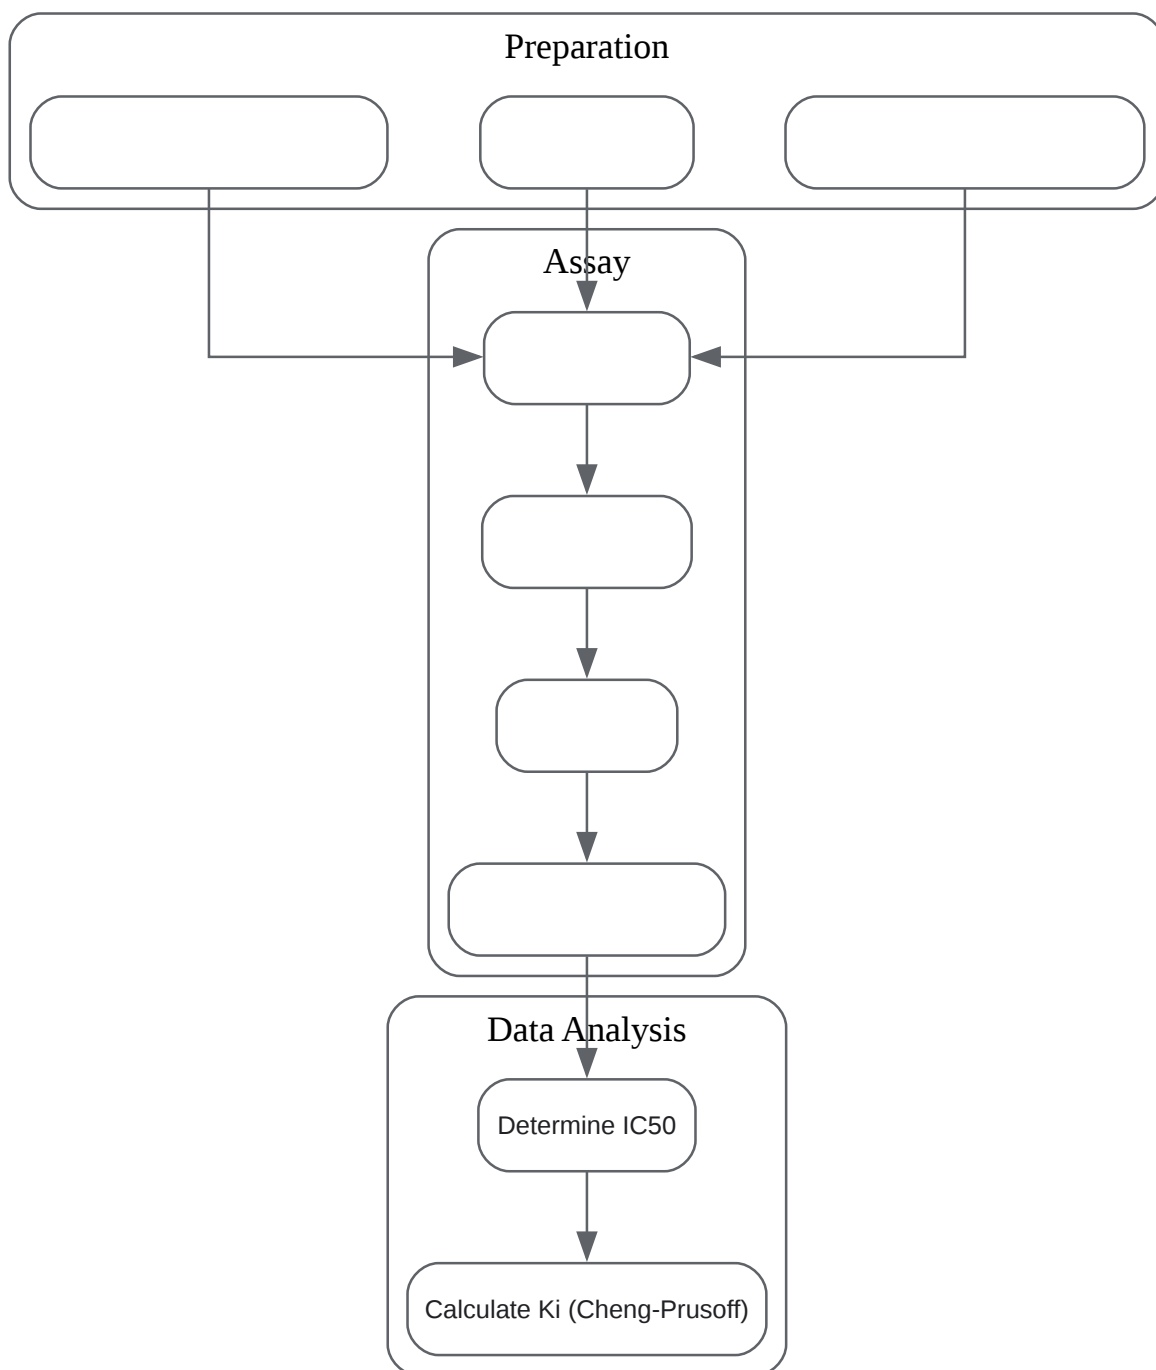 Preparation
Assay
Data Analysis
Determine IC50
Calculate Ki (Cheng-Prusoff)